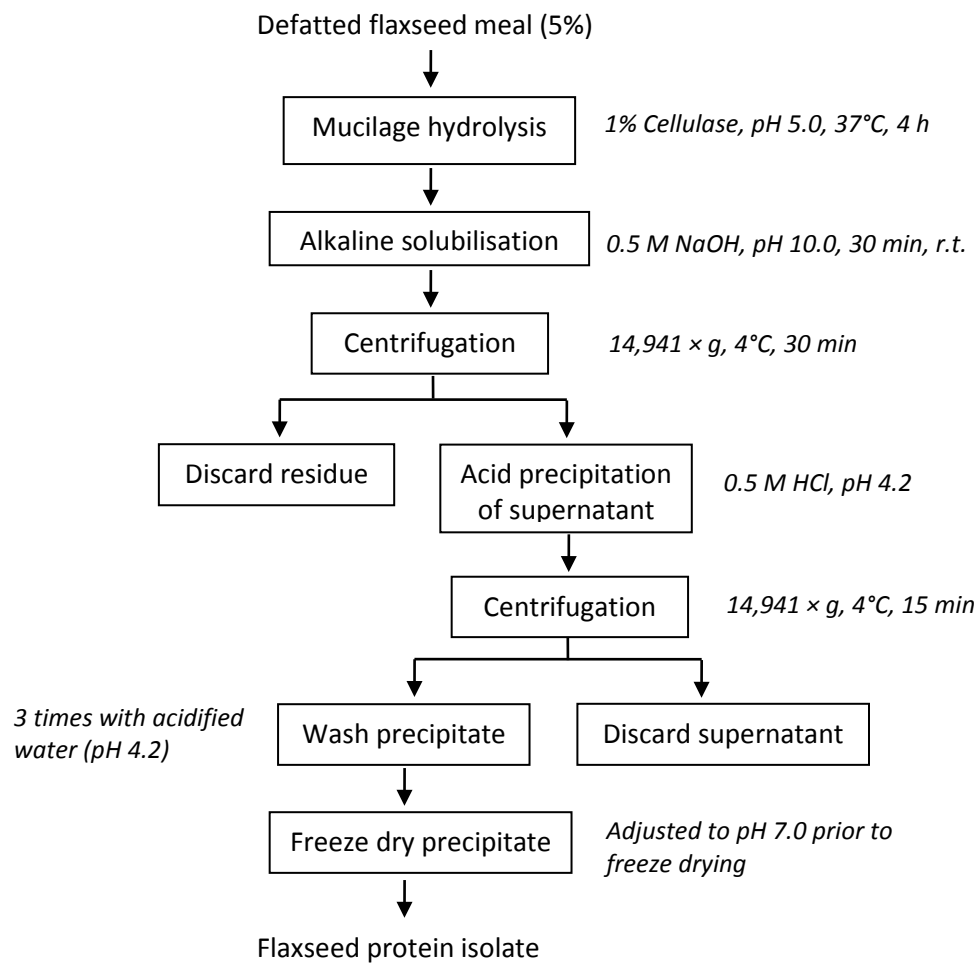 Defatted flaxseed meal (5%)
Mucilage hydrolysis
1% Cellulase, pH 5.0, 37°C, 4 h
Alkaline solubilisation
0.5 M NaOH, pH 10.0, 30 min, r.t.
Centrifugation
14,941 × g, 4°C, 30 min
Discard residue
Acid precipitation
of supernatant
0.5 M HCl, pH 4.2
Centrifugation
14,941 × g, 4°C, 15 min
3 times with acidified
water (pH 4.2)
Wash precipitate
Discard supernatant
Freeze dry precipitate
Adjusted to pH 7.0 prior to
freeze drying
Flaxseed protein isolate